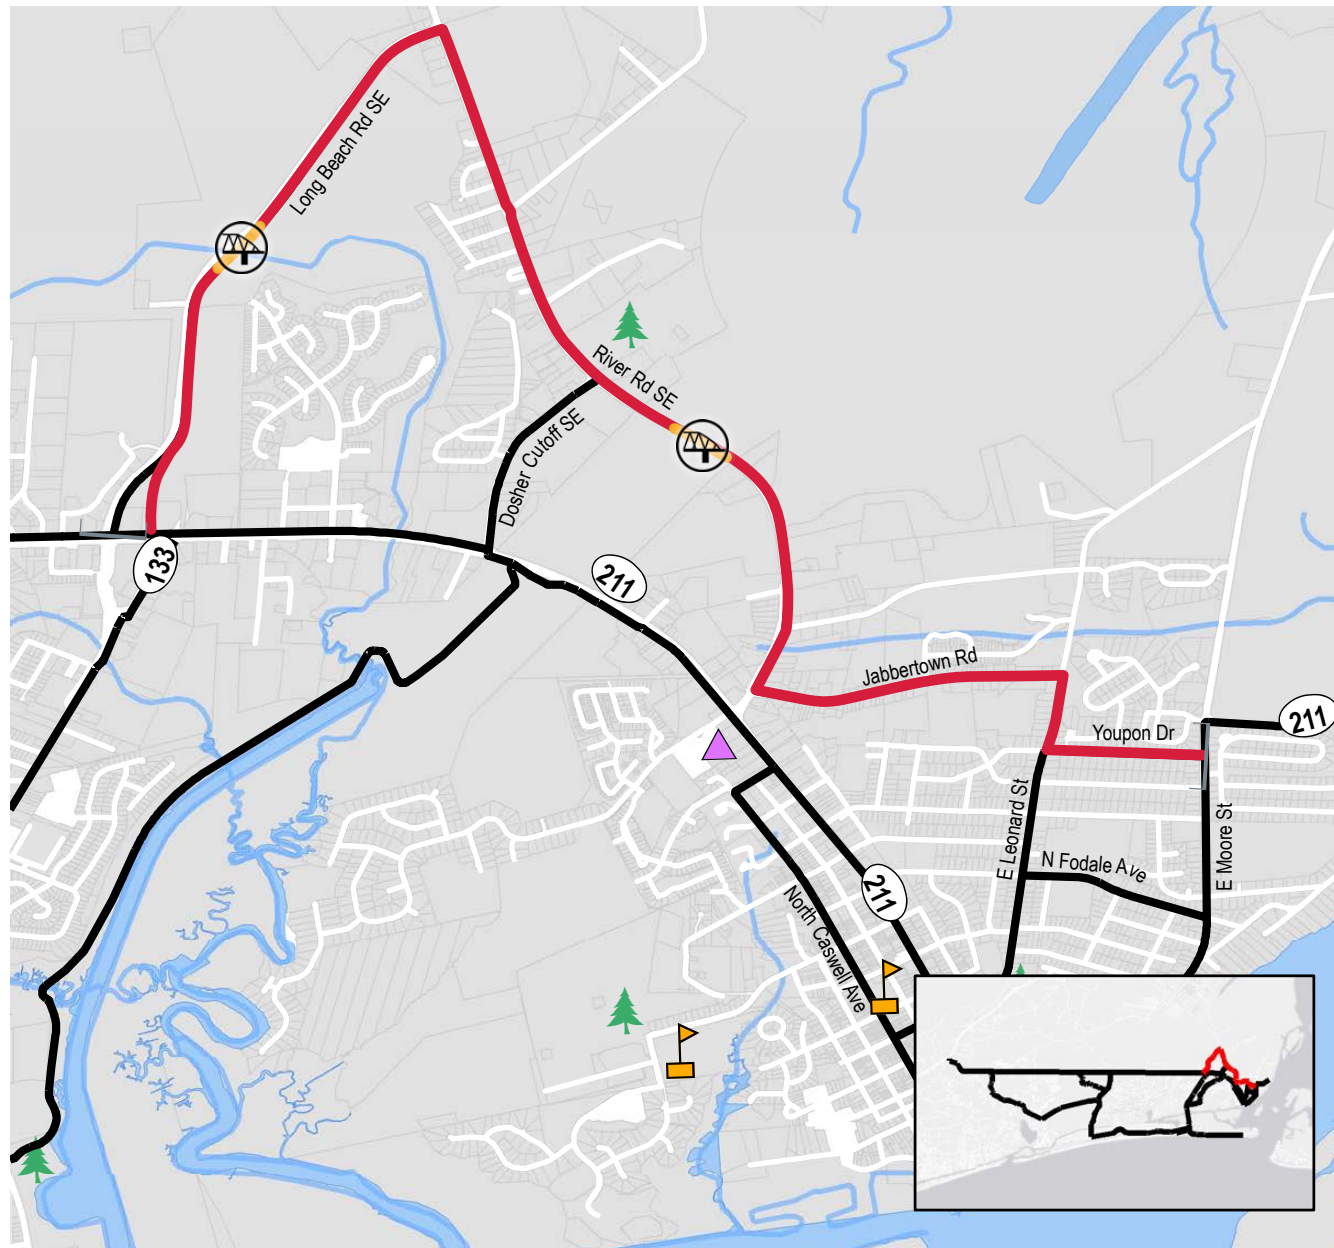 Long Beach Rd SE
River Rd SE
Dosher Cutoff SE
133
211
Jabbertown Rd
211
Youpon Dr
E Leonard St
E Moore St
N Fodale Ave
211
North Caswell Ave